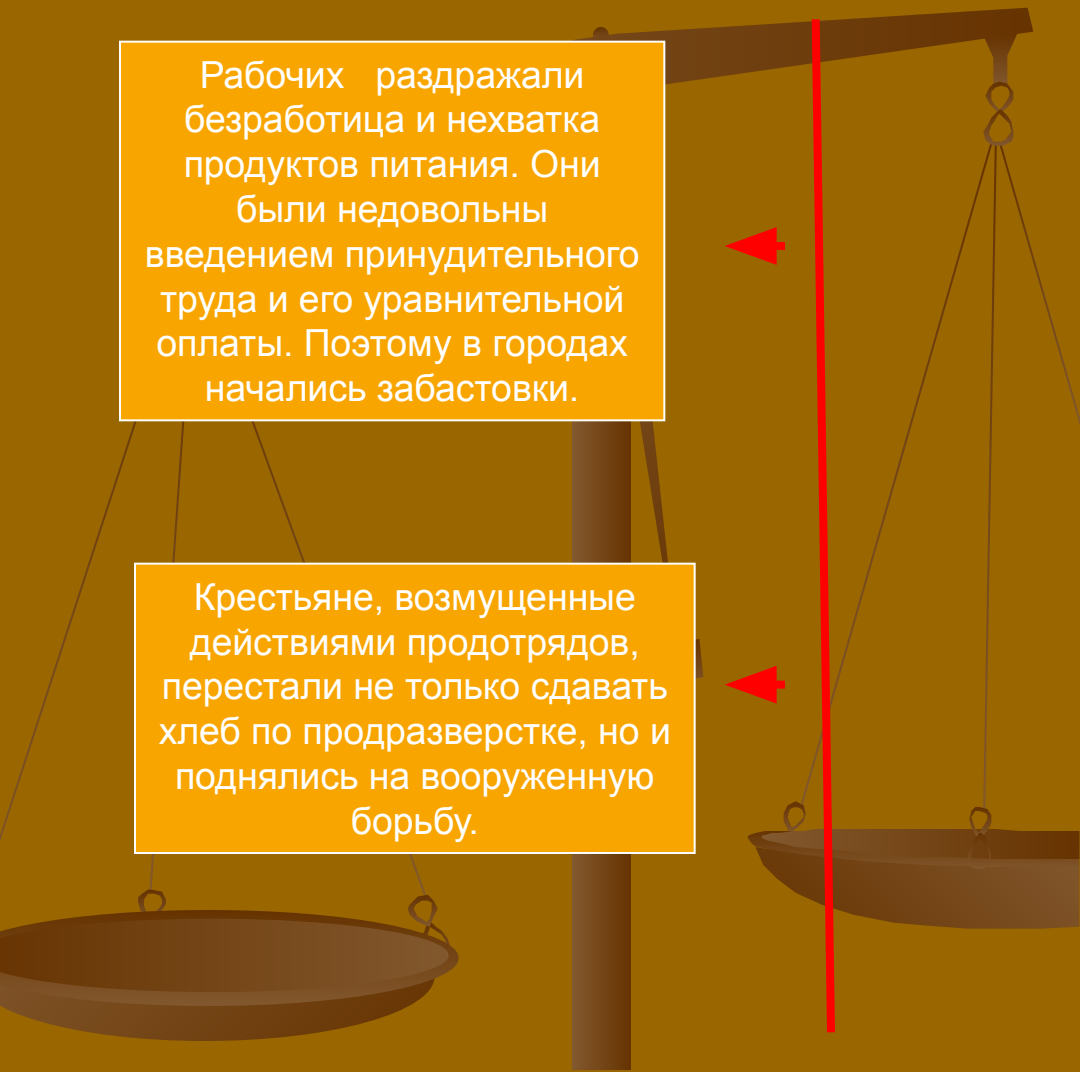 Рабочих раздражали
безработица и нехватка
продуктов питания. Они
были недовольны
введением принудительного
труда и его уравнительной
оплаты. Поэтому в городах
начались забастовки.
Крестьяне, возмущенные
действиями продотрядов,
перестали не только сдавать
хлеб по продразверстке, но и
поднялись на вооруженную
борьбу.